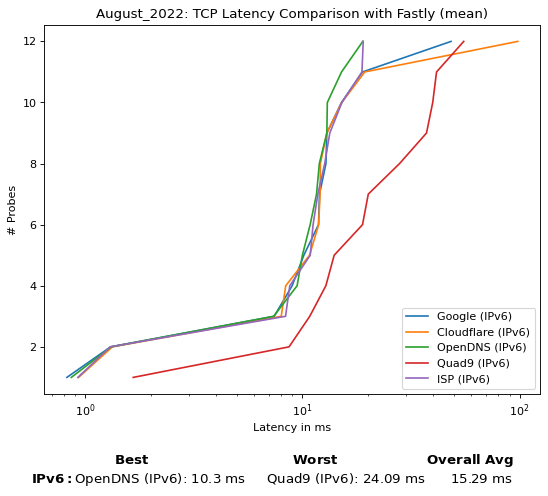 August_2022: TCP Latency Comparison with Fastly (mean)
12
10
8
6
4
2
# Probes
10⁰
10¹
10²
Latency in ms
Google (IPv6)
Cloudflare (IPv6)
OpenDNS (IPv6)
Quad9 (IPv6)
ISP (IPv6)
Best Worst Overall Avg
IPv6: OpenDNS (IPv6): 10.3 ms Quad9 (IPv6): 24.09 ms 15.29 ms